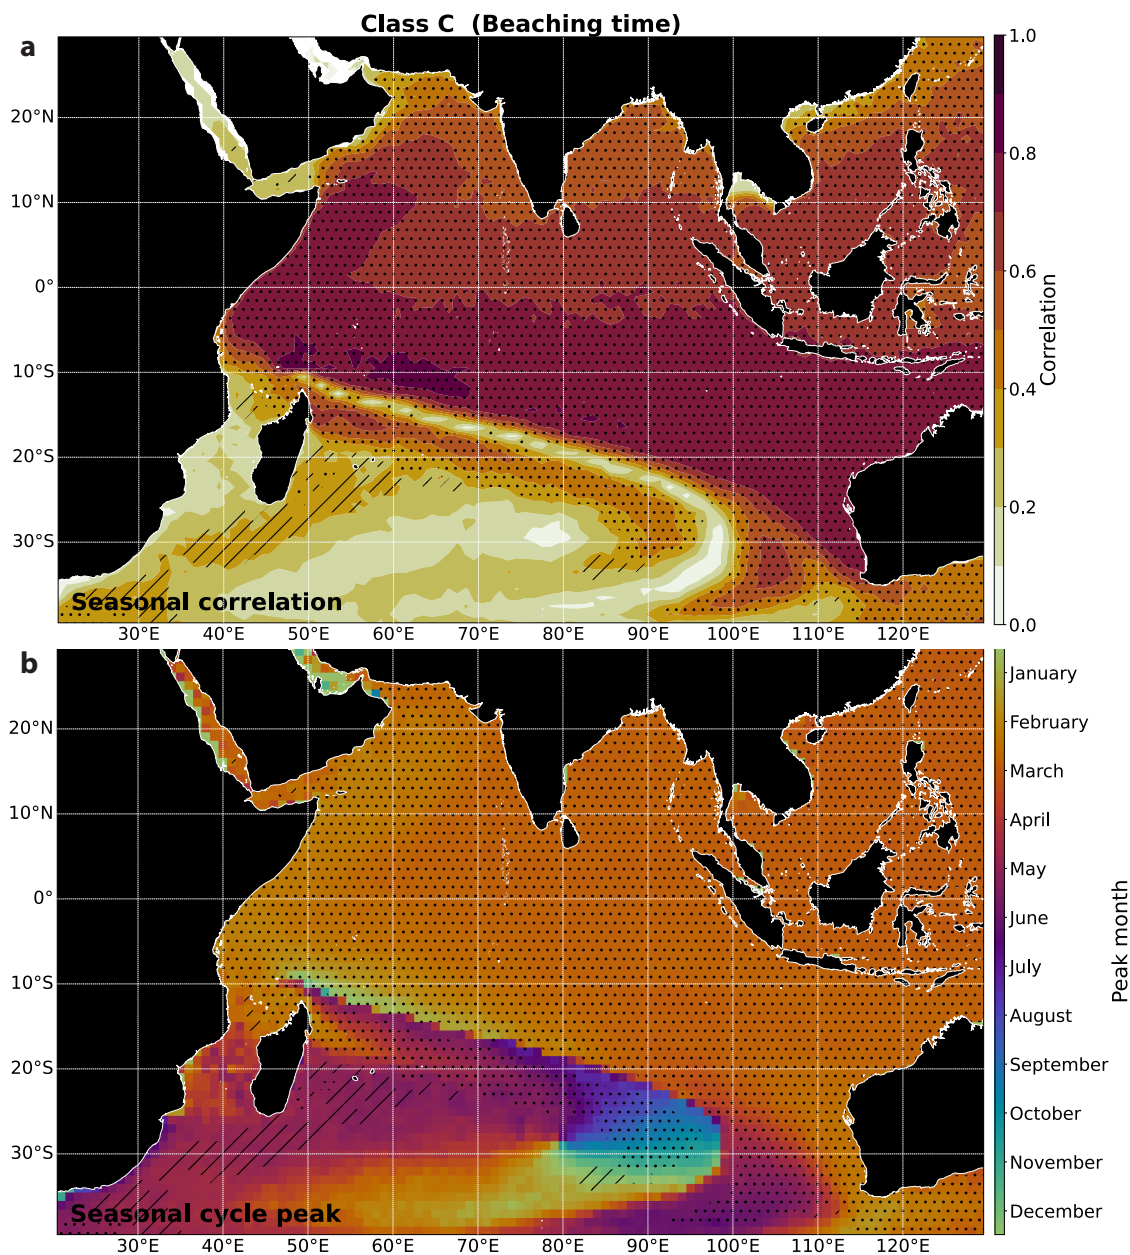 Class C (Beaching time)
a
20°N
10°N
0°
10°S
20°S
30°S
Seasonal correlation
30°E 40°E 50°E 60°E 70°E 80°E 90°E 100°E 110°E 120°E
1.0
0.8
0.6
0.4
0.2
0.0
Correlation
b
20°N
10°N
0°
10°S
20°S
30°S
Seasonal cycle peak
30°E 40°E 50°E 60°E 70°E 80°E 90°E 100°E 110°E 120°E
January
February
March
April
May
June
July
August
September
October
November
December
Peak month